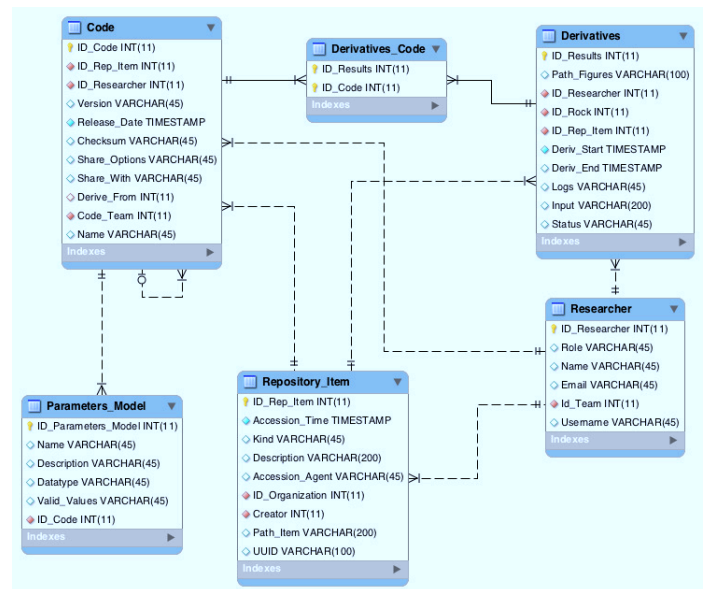 Code
ID_Code INT(11)
ID_Rep_Item INT(11)
ID_Researcher INT(11)
Version VARCHAR(45)
Release_Date TIMESTAMP
Checksum VARCHAR(45)
Share_Options VARCHAR(45)
Share_With VARCHAR(45)
Derive_From INT(11)
Code_Team INT(11)
Name VARCHAR(45)
Indexes
Derivatives_Code
ID_Results INT(11)
ID_Code INT(11)
Indexes
Derivatives
ID_Results INT(11)
Path_Figures VARCHAR(100)
ID_Researcher INT(11)
ID_Rock INT(11)
ID_Rep_Item INT(11)
Deriv_Start TIMESTAMP
Deriv_End TIMESTAMP
Logs VARCHAR(45)
Input VARCHAR(200)
Status VARCHAR(45)
Indexes
Researcher
ID_Researcher INT(11)
Role VARCHAR(45)
Name VARCHAR(45)
Email VARCHAR(45)
Id_Team INT(11)
Username VARCHAR(45)
Indexes
Parameters_Model
ID_Parameters_Model INT(11)
Name VARCHAR(45)
Description VARCHAR(45)
Datatype VARCHAR(45)
Valid_Values VARCHAR(45)
ID_Code INT(11)
Indexes
Repository_Item
ID_Rep_Item INT(11)
Accession_Time TIMESTAMP
Kind VARCHAR(45)
Description VARCHAR(200)
Accession_Agent VARCHAR(45)
ID_Organization INT(11)
Creator INT(11)
Path_Item VARCHAR(200)
UUID VARCHAR(100)
Indexes